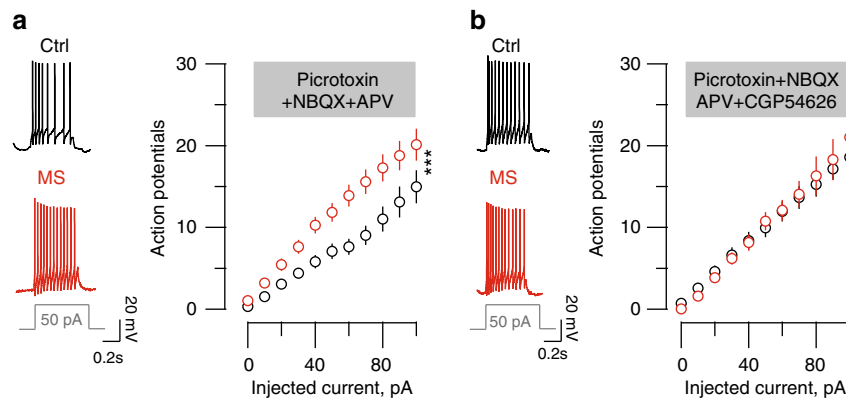 a
Ctrl
MS
50 pA
20 mV
0.2s
30
20
10
0
Action potentials
Picrotoxin
+NBQX+APV
***
0
40
80
Injected current, pA
b
Ctrl
MS
50 pA
20 mV
0.2s
30
20
10
0
Action potentials
Picrotoxin+NBQX
APV+CGP54626
0
40
80
Injected current, pA